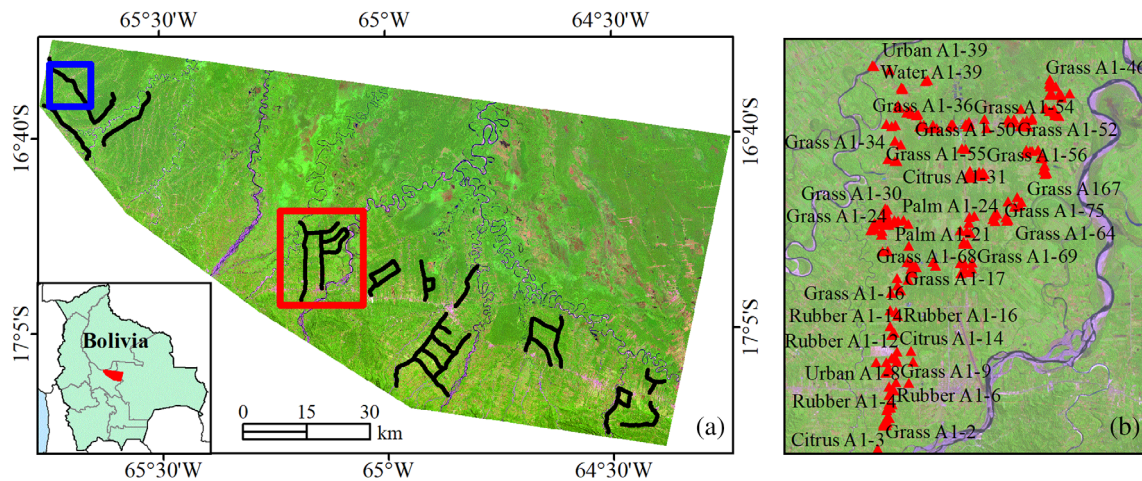 65°30'W
65°W
64°30'W
16°40'S
17°5'S
16°40'S
17°5'S
Bolivia
0
15
30
km
(a)
65°30'W
65°W
64°30'W
Urban A1-39
Water A1-39
Grass A1-46
Grass A1-36
Grass A1-54
Grass A1-50
Grass A1-52
Grass A1-34
Grass A1-55
Grass A1-56
Citrus A1-31
Grass A1-30
Grass A167
Palm A1-24
Grass A1-24
Grass A1-75
Palm A1-21
Grass A1-64
Grass A1-68
Grass A1-69
Grass A1-17
Grass A1-16
Rubber A1-14
Rubber A1-16
Rubber A1-12
Citrus A1-14
Urban A1-8
Grass A1-9
Rubber A1-4
Rubber A1-6
Citrus A1-3
Grass A1-2
(b)